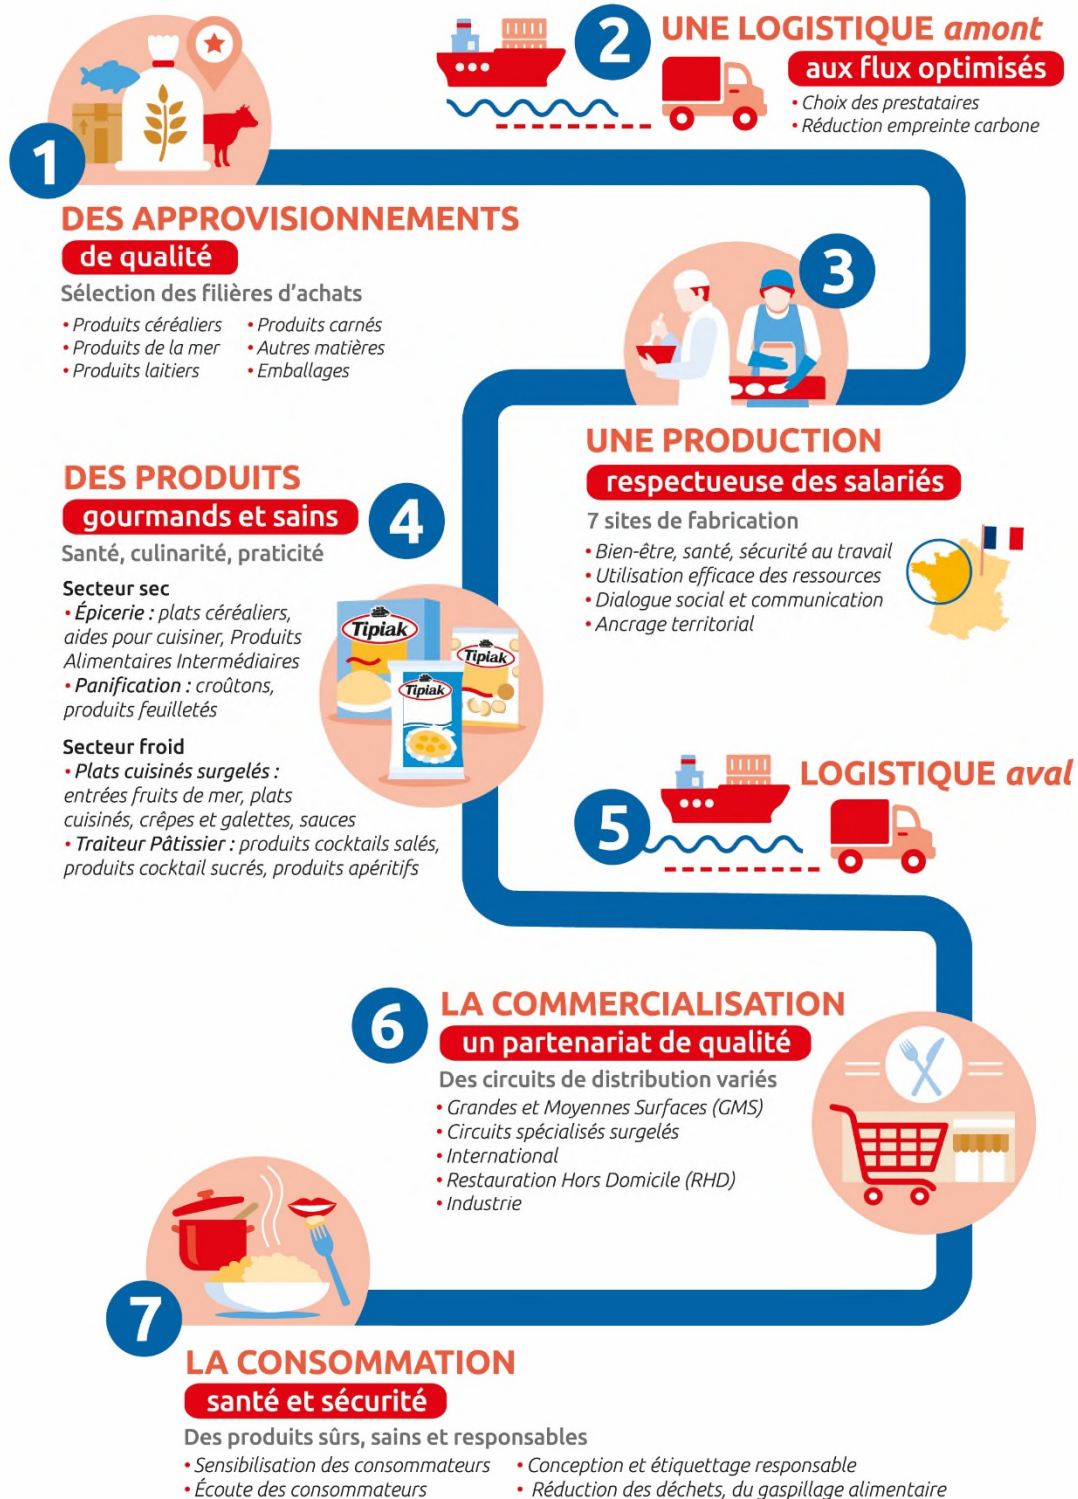 1
DES APPROVISIONNEMENTS
de qualité
Sélection des filières d'achats
• Produits céréaliers
• Produits de la mer
• Produits laitiers
• Produits carnés
• Autres matières
• Emballages
2
UNE LOGISTIQUE amont
aux flux optimisés
• Choix des prestataires
• Réduction empreinte carbone
3
UNE PRODUCTION
respectueuse des salariés
7 sites de fabrication
• Bien-être, santé, sécurité au travail
• Utilisation efficace des ressources
• Dialogue social et communication
• Ancrage territorial
4
DES PRODUITS
gourmands et sains
Santé, culinarité, praticité
Secteur sec
• Épicerie : plats céréaliers,
aides pour cuisiner, Produits
Alimentaires Intermédiaires
• Panification : croûtons,
produits feuilletés
Secteur froid
• Plats cuisinés surgelés :
entrées fruits de mer, plats
cuisinés, crêpes et galettes, sauces
• Traiteur Pâtissier : produits cocktails salés,
produits cocktail sucrés, produits apéritifs
Tipiak
Tipiak
Tipiak
5
LOGISTIQUE aval
6
LA COMMERCIALISATION
un partenariat de qualité
Des circuits de distribution variés
• Grandes et Moyennes Surfaces (GMS)
• Circuits spécialisés surgelés
• International
• Restauration Hors Domicile (RHD)
• Industrie
7
LA CONSOMMATION
santé et sécurité
Des produits sûrs, sains et responsables
• Sensibilisation des consommateurs
• Écoute des consommateurs
• Conception et étiquettage responsable
• Réduction des déchets, du gaspillage alimentaire